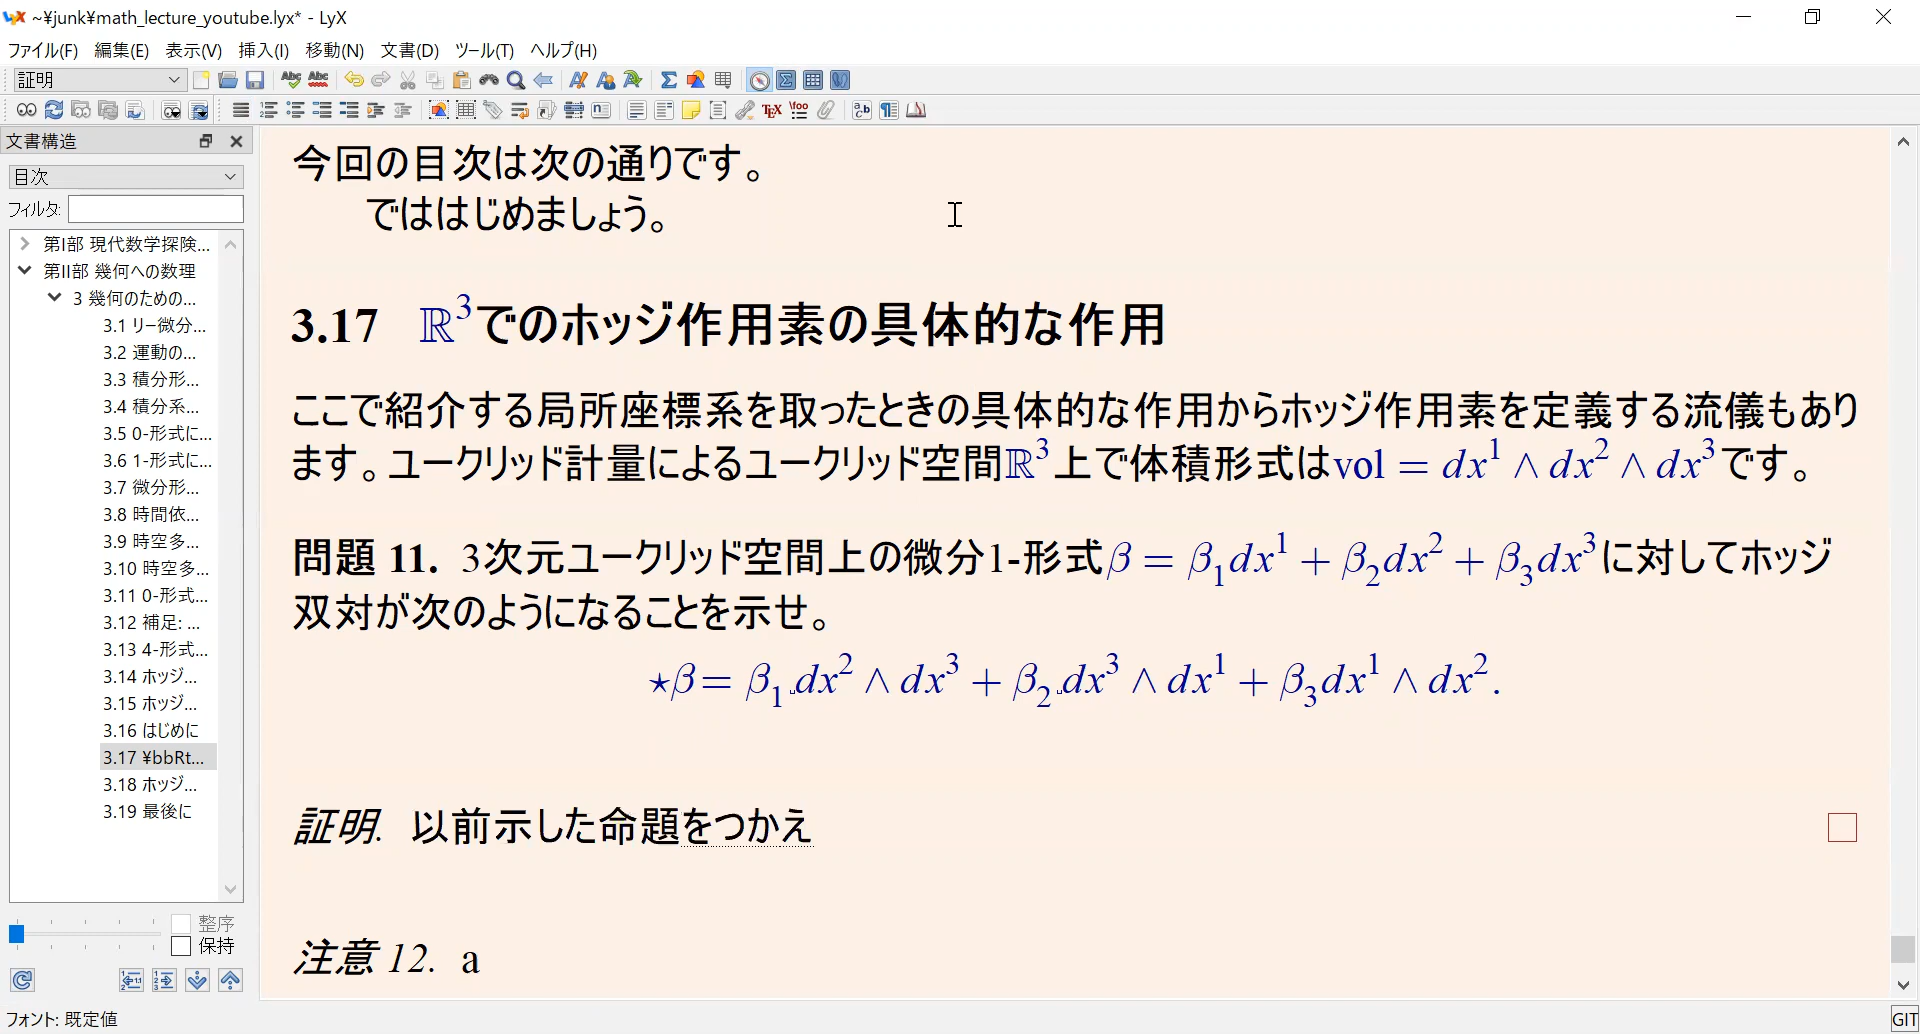 ~¥junk¥math_lecture_youtube.lyx* - LyX
ファイル(F) 編集(E) 表示(V) 挿入(I) 移動(N) 文書(D) ツール(T) ヘルプ(H)
証明
文書構造
目次
フィルタ:
第I部 現代数学探険...
第II部 幾何への数理
3 幾何のための...
3.1 リー微分...
3.2 運動の...
3.3 積分形...
3.4 積分系...
3.5 0-形式に...
3.6 1-形式に...
3.7 微分形...
3.8 時間依...
3.9 時空多...
3.10 時空多...
3.11 0-形式...
3.12 補足: ...
3.13 4-形式...
3.14 ホッジ...
3.15 ホッジ...
3.16 はじめに
3.17 ¥bbRt...
3.18 ホッジ...
3.19 最後に
整序
保持
フォント: 既定値
今回の目次は次の通りです。
でははじめましょう。
3.17 ℝ³でのホッジ作用素の具体的な作用
ここで紹介する局所座標系を取ったときの具体的な作用からホッジ作用素を定義する流儀もあり
ます。ユークリッド計量によるユークリッド空間ℝ³上で体積形式はvol = dx¹ ∧ dx² ∧ dx³です。
問題 11. 3次元ユークリッド空間上の微分1-形式β = β₁dx¹ + β₂dx² + β₃dx³に対してホッジ
双対が次のようになることを示せ。
⋆β = β₁ dx² ∧ dx³ + β₂ dx³ ∧ dx¹ + β₃dx¹ ∧ dx².
証明. 以前示した命題をつかえ
注意 12. a
GIT